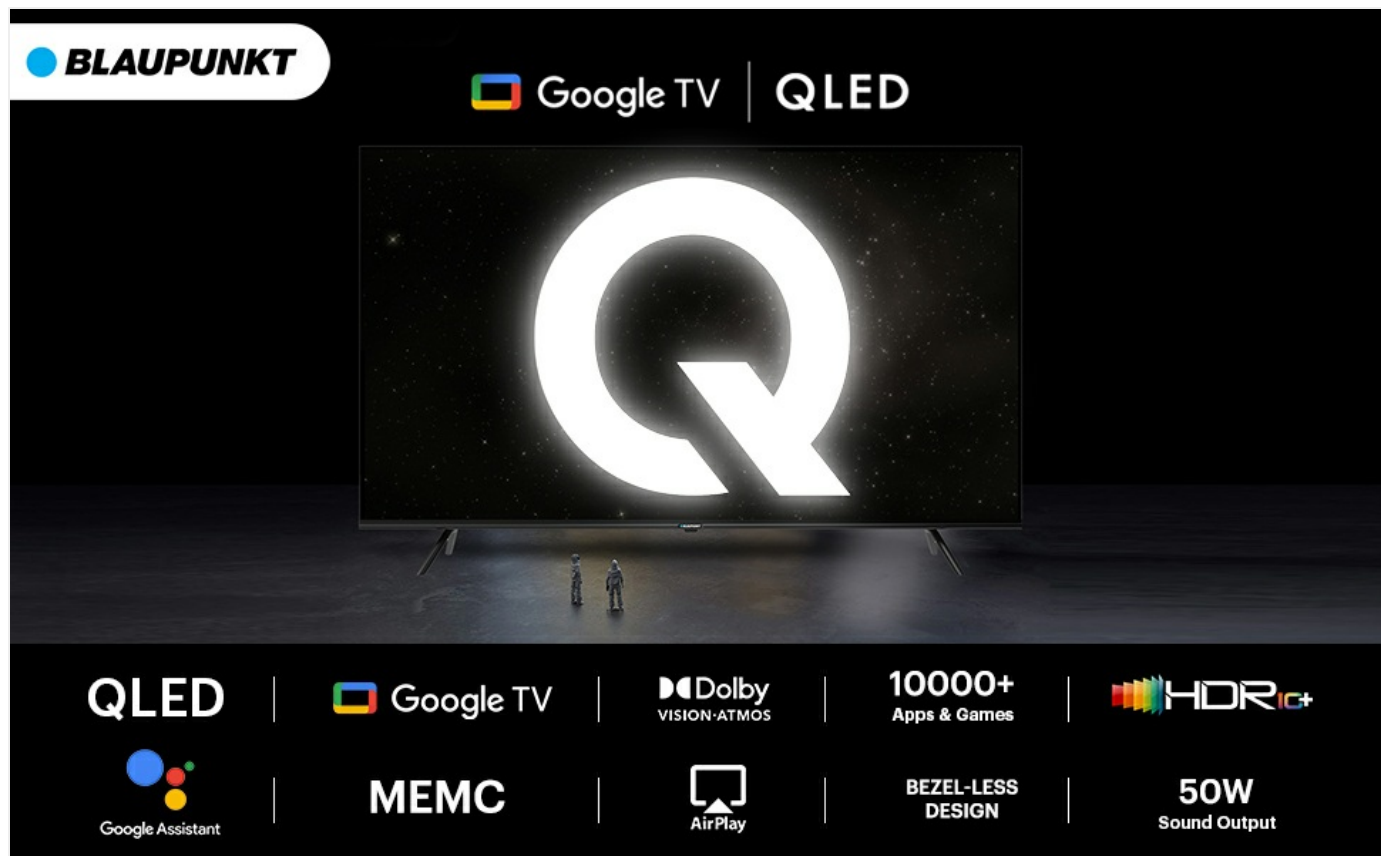 BLAUPUNKT
Google TV | QLED
Q
BLAUPUNKT
QLED
Google TV
Dolby
VISION·ATMOS
10000+
Apps & Games
HDR10+
Google Assistant
MEMC
AirPlay
BEZEL-LESS
DESIGN
50W
Sound Output